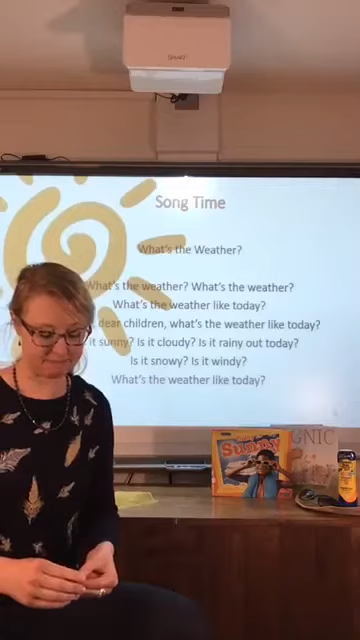 SMART
Song Time
What's the Weather?
What's the weather? What's the weather?
What's the weather like today?
dear children, what's the weather like today?
it sunny? Is it cloudy? Is it rainy out today?
Is it snowy? Is it windy?
What's the weather like today?
Sunny
GNIC